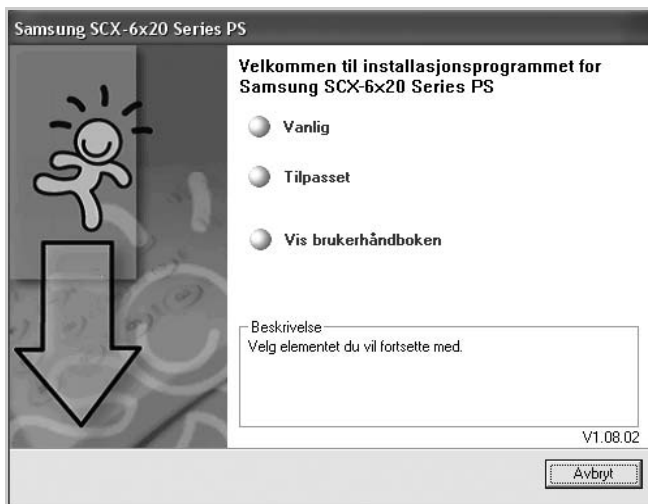 Samsung SCX-6x20 Series PS
Velkommen til installasjonsprogrammet for
Samsung SCX-6x20 Series PS
Vanlig
Tilpasset
Vis brukerhåndboken
Beskrivelse
Velg elementet du vil fortsette med.
V1.08.02
Avbryt